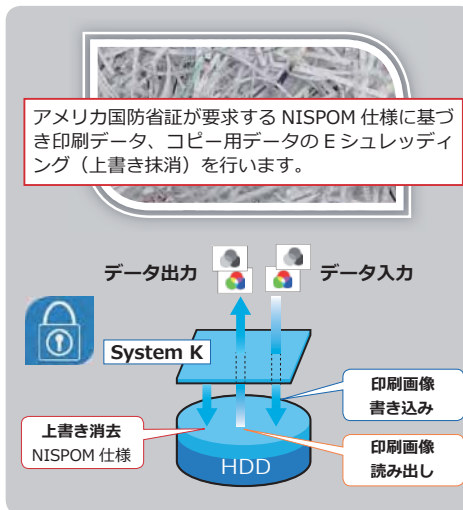 アメリカ国防省証が要求する NISPOM 仕様に基づ
き印刷データ、コピー用データの E シュレッディ
ング（上書き抹消）を行います。
データ出力
データ入力
System K
印刷画像
書き込み
上書き消去
NISPOM 仕様
HDD
印刷画像
読み出し